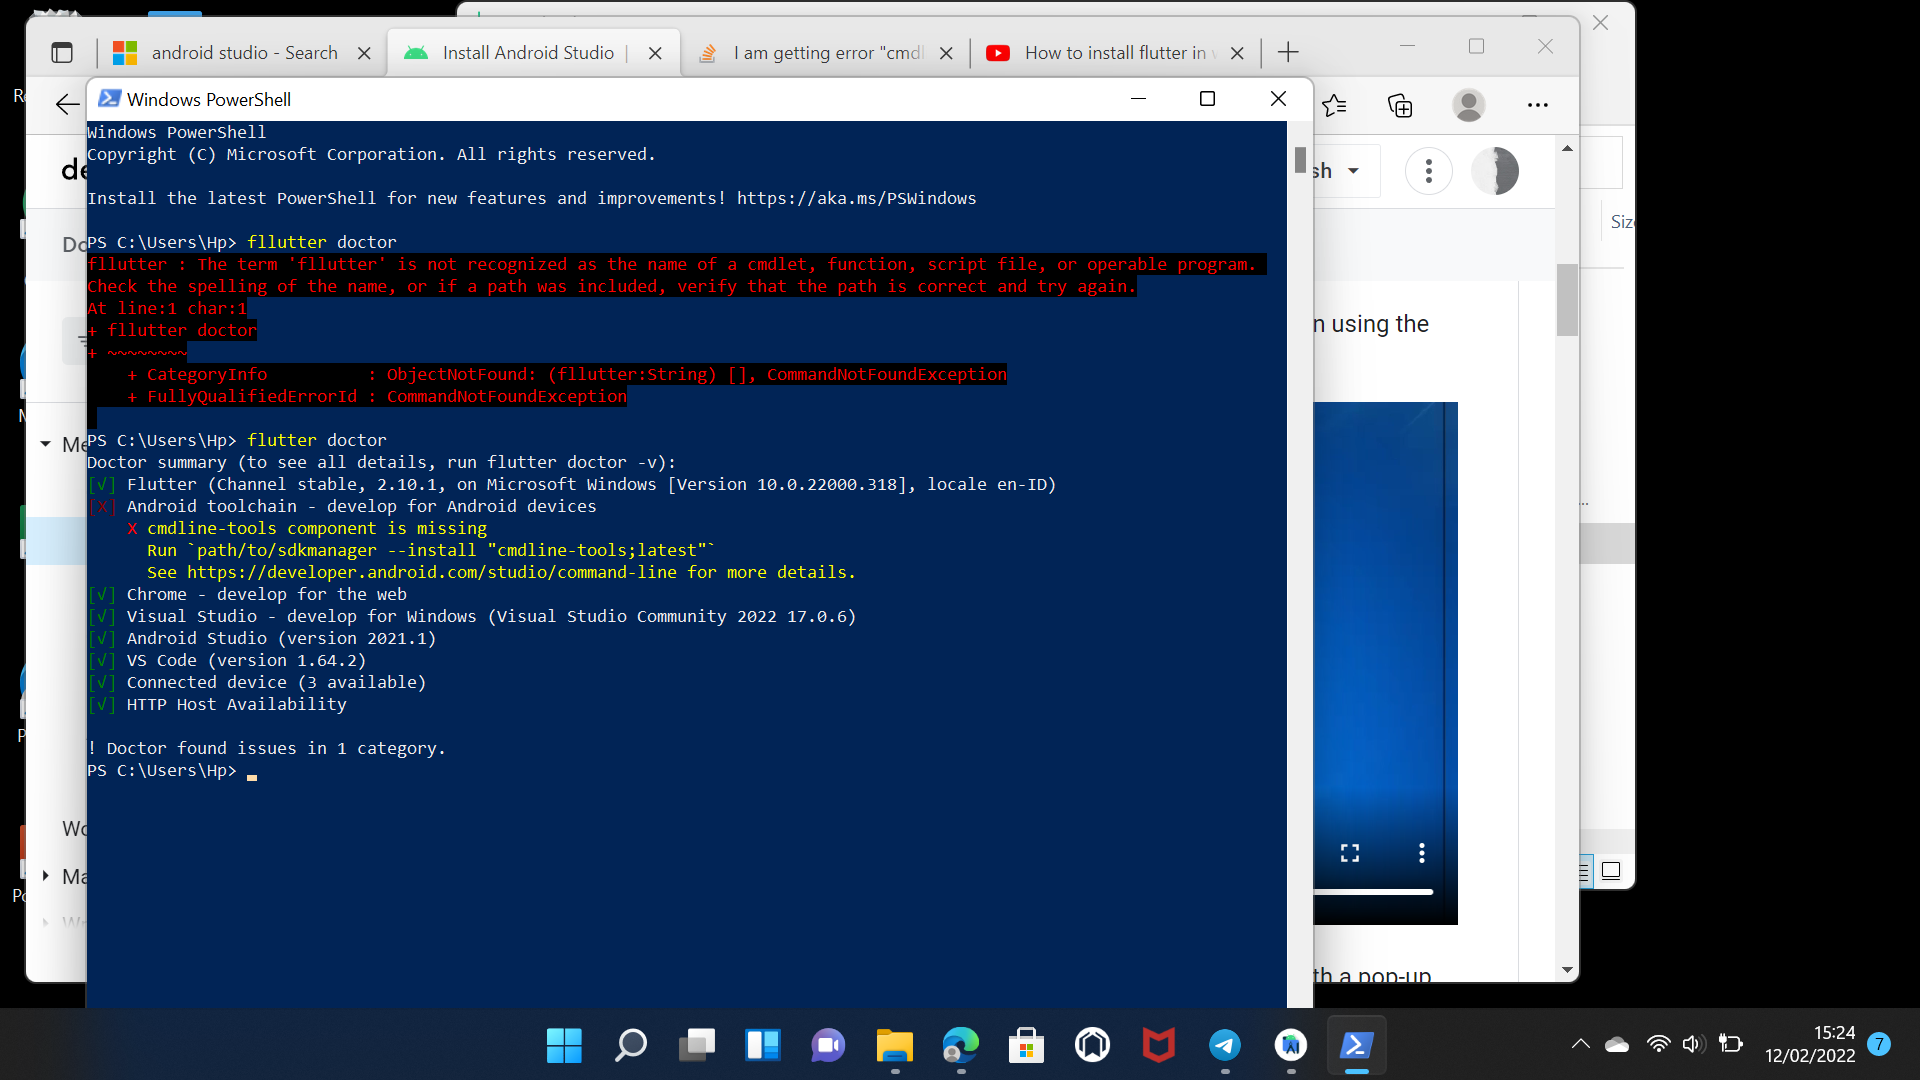 android studio - Search
Install Android Studio |
I am getting error "cmdl
How to install flutter in
Windows PowerShell
Windows PowerShell
Copyright (C) Microsoft Corporation. All rights reserved.
Install the latest PowerShell for new features and improvements! https://aka.ms/PSWindows
PS C:\Users\Hp> fllutter doctor
fllutter : The term 'fllutter' is not recognized as the name of a cmdlet, function, script file, or operable program.
Check the spelling of the name, or if a path was included, verify that the path is correct and try again.
At line:1 char:1
+ fllutter doctor
+ ~~~~~~~~
+ CategoryInfo : ObjectNotFound: (fllutter:String) [], CommandNotFoundException
+ FullyQualifiedErrorId : CommandNotFoundException
PS C:\Users\Hp> flutter doctor
Doctor summary (to see all details, run flutter doctor -v):
[√] Flutter (Channel stable, 2.10.1, on Microsoft Windows [Version 10.0.22000.318], locale en-ID)
[X] Android toolchain - develop for Android devices
X cmdline-tools component is missing
Run `path/to/sdkmanager --install "cmdline-tools;latest"`
See https://developer.android.com/studio/command-line for more details.
[√] Chrome - develop for the web
[√] Visual Studio - develop for Windows (Visual Studio Community 2022 17.0.6)
[√] Android Studio (version 2021.1)
[√] VS Code (version 1.64.2)
[√] Connected device (3 available)
[√] HTTP Host Availability
! Doctor found issues in 1 category.
PS C:\Users\Hp>
de
Do
Me
Wo
Ma
sh
Size
n using the
th a pop-up
15:24
12/02/2022
7